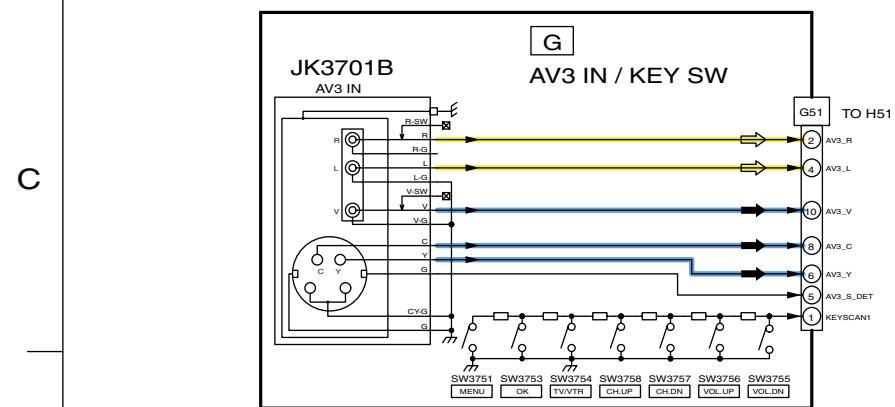 C
G
AV3 IN / KEY SW
JK3701B
AV3 IN
G51
TO H51
R-SW
R
R
R-G
2
AV3_R
L
L
L-G
4
AV3_L
V-SW
V
V
V-G
10
AV3_V
C
8
AV3_C
Y
6
AV3_Y
G
5
AV3_S_DET
C
Y
CY-G
1
KEYSCAN1
G
SW3751
SW3753
SW3754
SW3758
SW3757
SW3756
SW3755
MENU
OK
TV/VTR
CH.UP
CH.DN
VOL.UP
VOL.DN